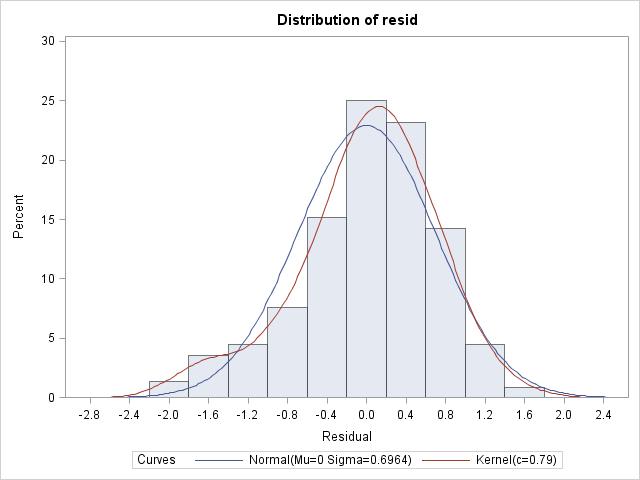 Distribution of resid
30
25
20
15
10
5
0
Percent
-2.8 -2.4 -2.0 -1.6 -1.2 -0.8 -0.4 0.0 0.4 0.8 1.2 1.6 2.0 2.4
Residual
Curves Normal(Mu=0 Sigma=0.6964) Kernel(c=0.79)